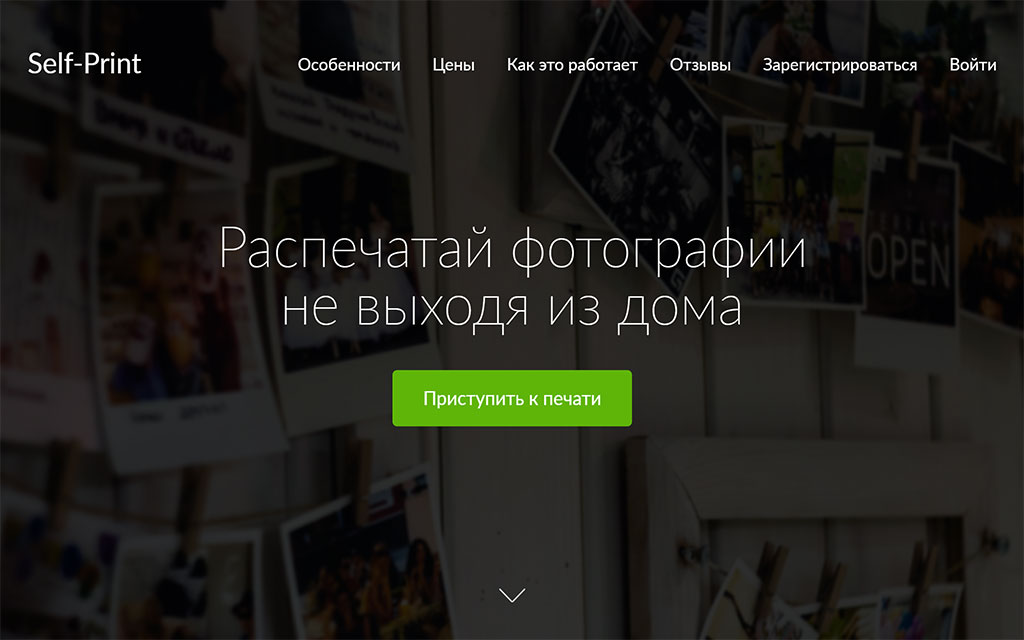 Self-Print
Особенности
Цены
Как это работает
Отзывы
Зарегистрироваться
Войти
Распечатай фотографии
не выходя из дома
OPEN
Приступить к печати